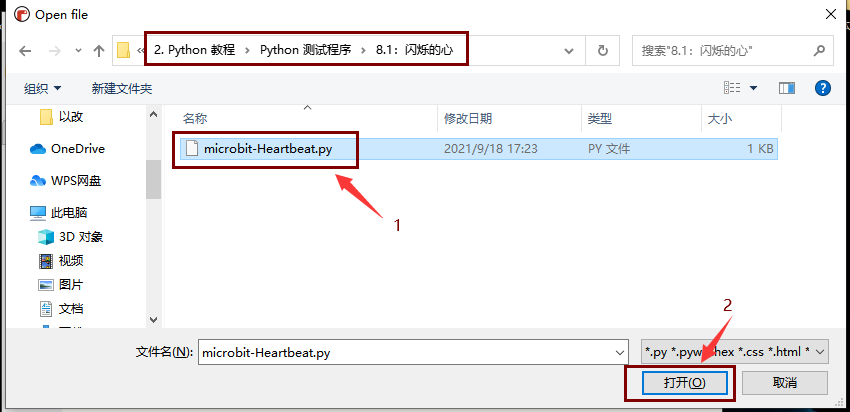 Open file
« 2. Python 教程 › Python 测试程序 › 8.1：闪烁的心
搜索"8.1：闪烁的心"
组织 新建文件夹
名称 修改日期 类型 大小
microbit-Heartbeat.py 2021/9/18 17:23 PY 文件 1 KB
以改
OneDrive
WPS网盘
此电脑
3D 对象
视频
图片
文档
1
2
文件名(N): microbit-Heartbeat.py *.py *.pyw hex *.css *.html *
打开(O) 取消